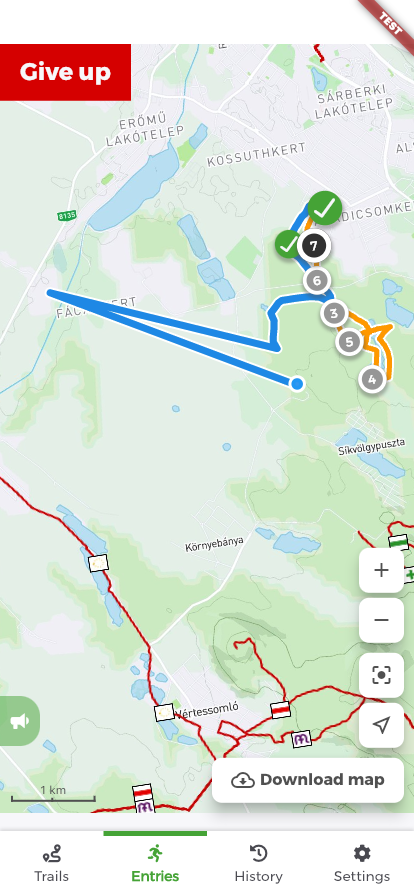 TEST
Give up
SÁRBERKI
LAKÓTELEP
ERŐMŰ
LAKÓTELEP
KOSSUTHKERT
8135
7
6
3
5
4
Síkvölgypuszta
Környebánya
Vértessomló
1 km
Download map
Trails
Entries
History
Settings